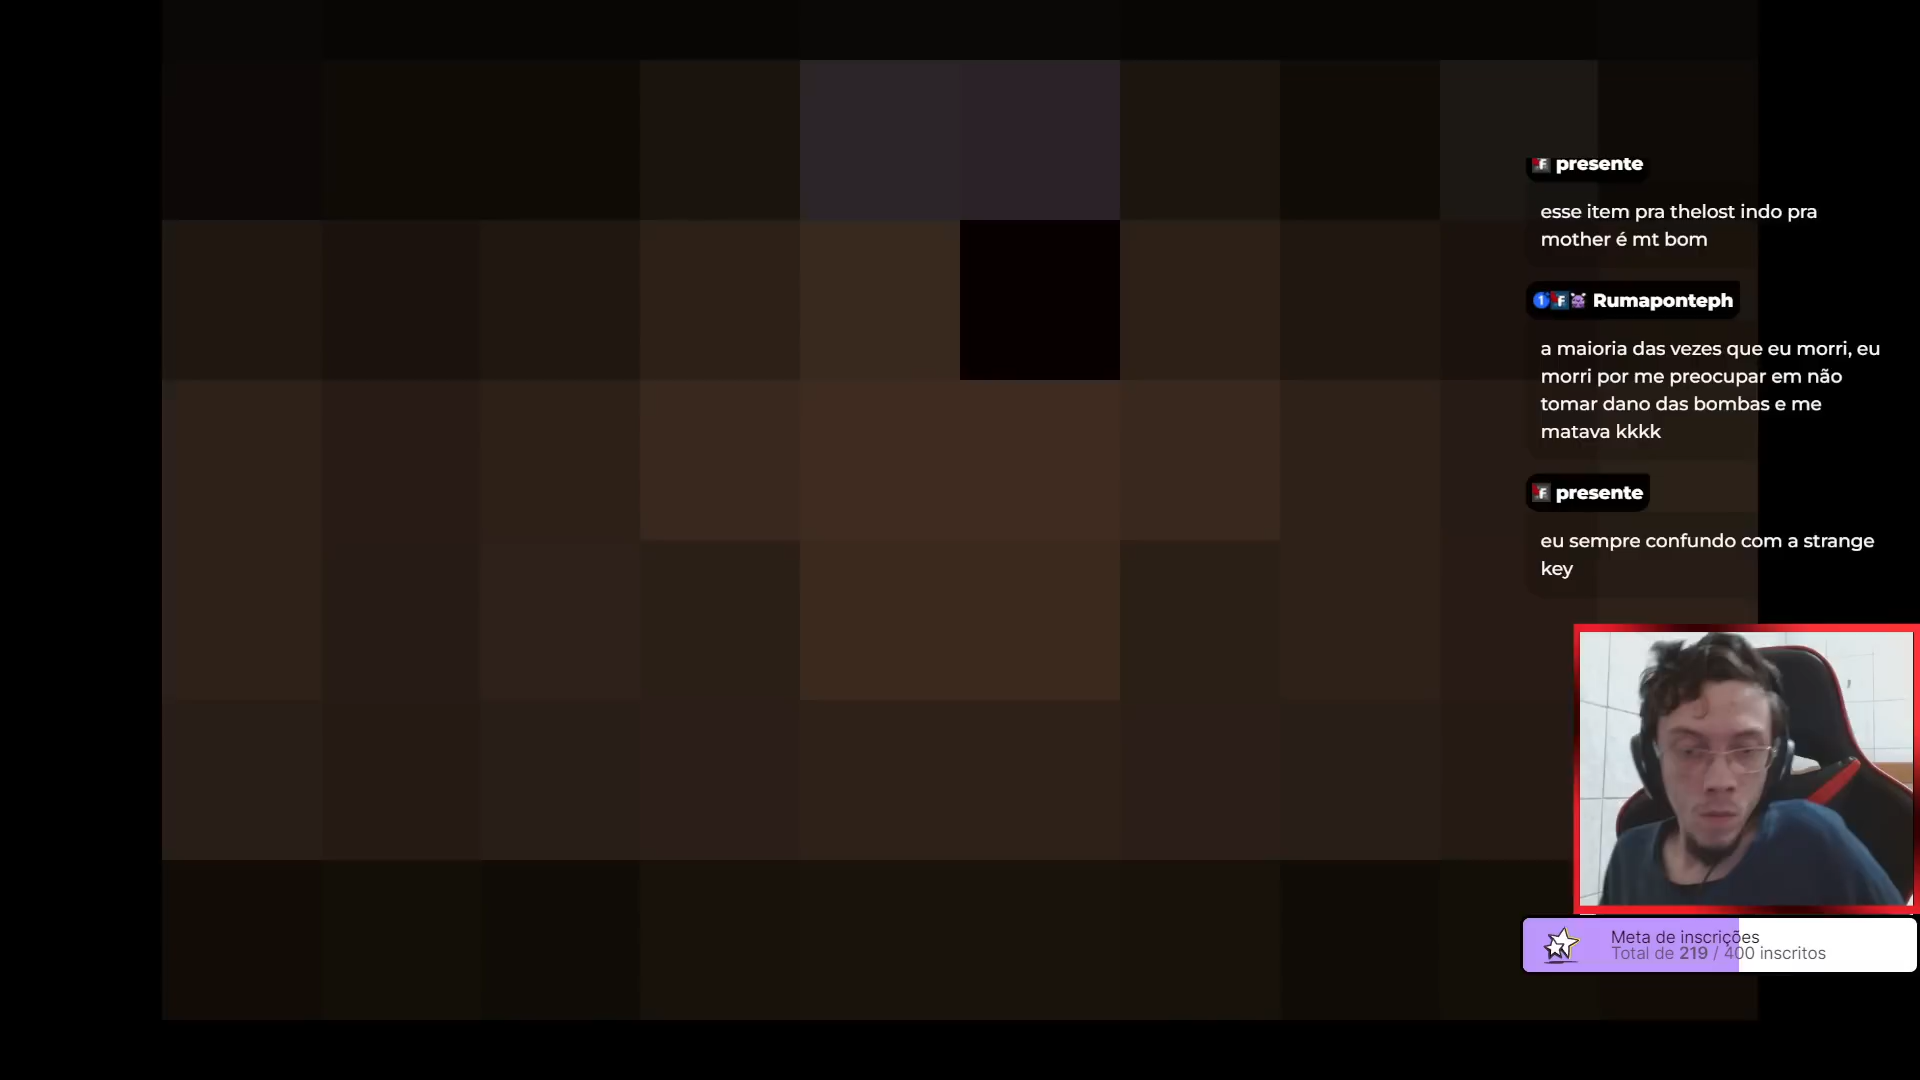 presente
esse item pra thelost indo pra
mother é mt bom
Rumaponteph
a maioria das vezes que eu morri, eu
morri por me preocupar em não
tomar dano das bombas e me
matava kkkk
presente
eu sempre confundo com a strange
key
Meta de inscrições
Total de 219 / 400 inscritos